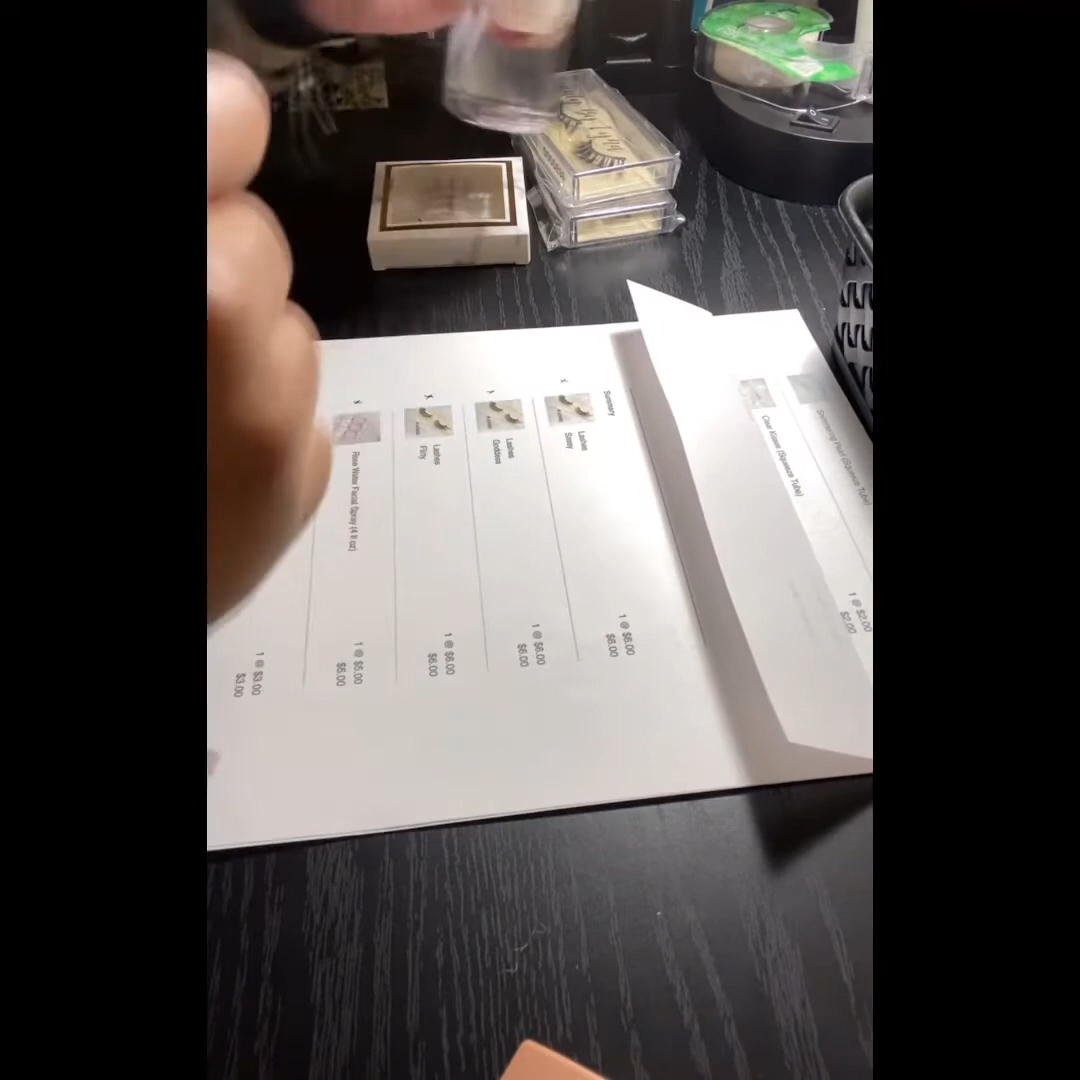 Summary
Lashes
Sassy
1 @ $6.00
$6.00
Lashes
Goddess
1 @ $6.00
$6.00
Lashes
Flirty
1 @ $6.00
$6.00
Rose Water Facial Spray (4 fl oz)
1 @ $5.00
$5.00
1 @ $3.00
$3.00
(Squeeze Tube)
1 @ $2.00
$2.00
Clear Kisses (Squeeze Tube)